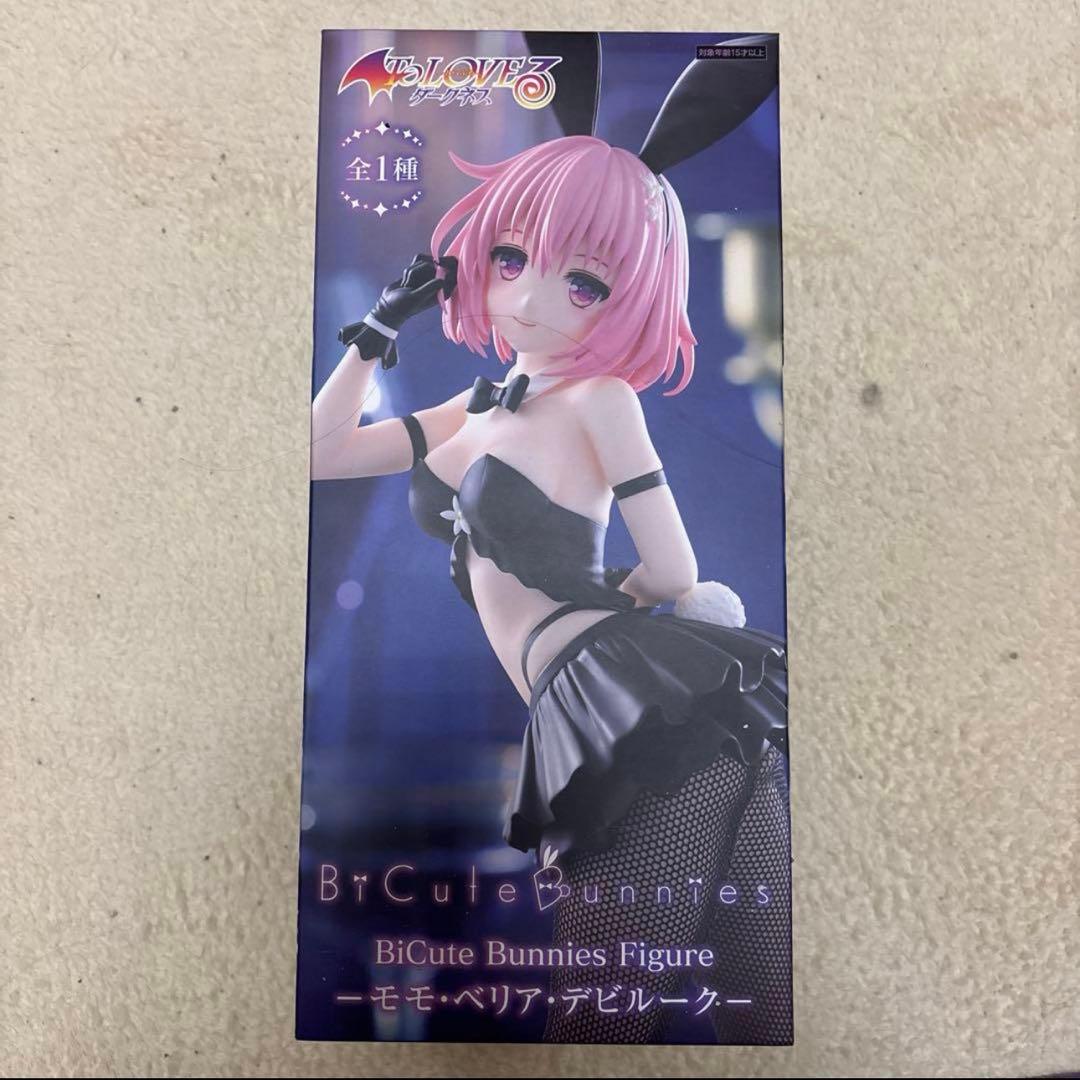 To LOVEる
ダークネス
対象年齢15才以上
全1種
BiCute Bunnies
BiCute Bunnies Figure
ーモモ・ベリア・デビルークー